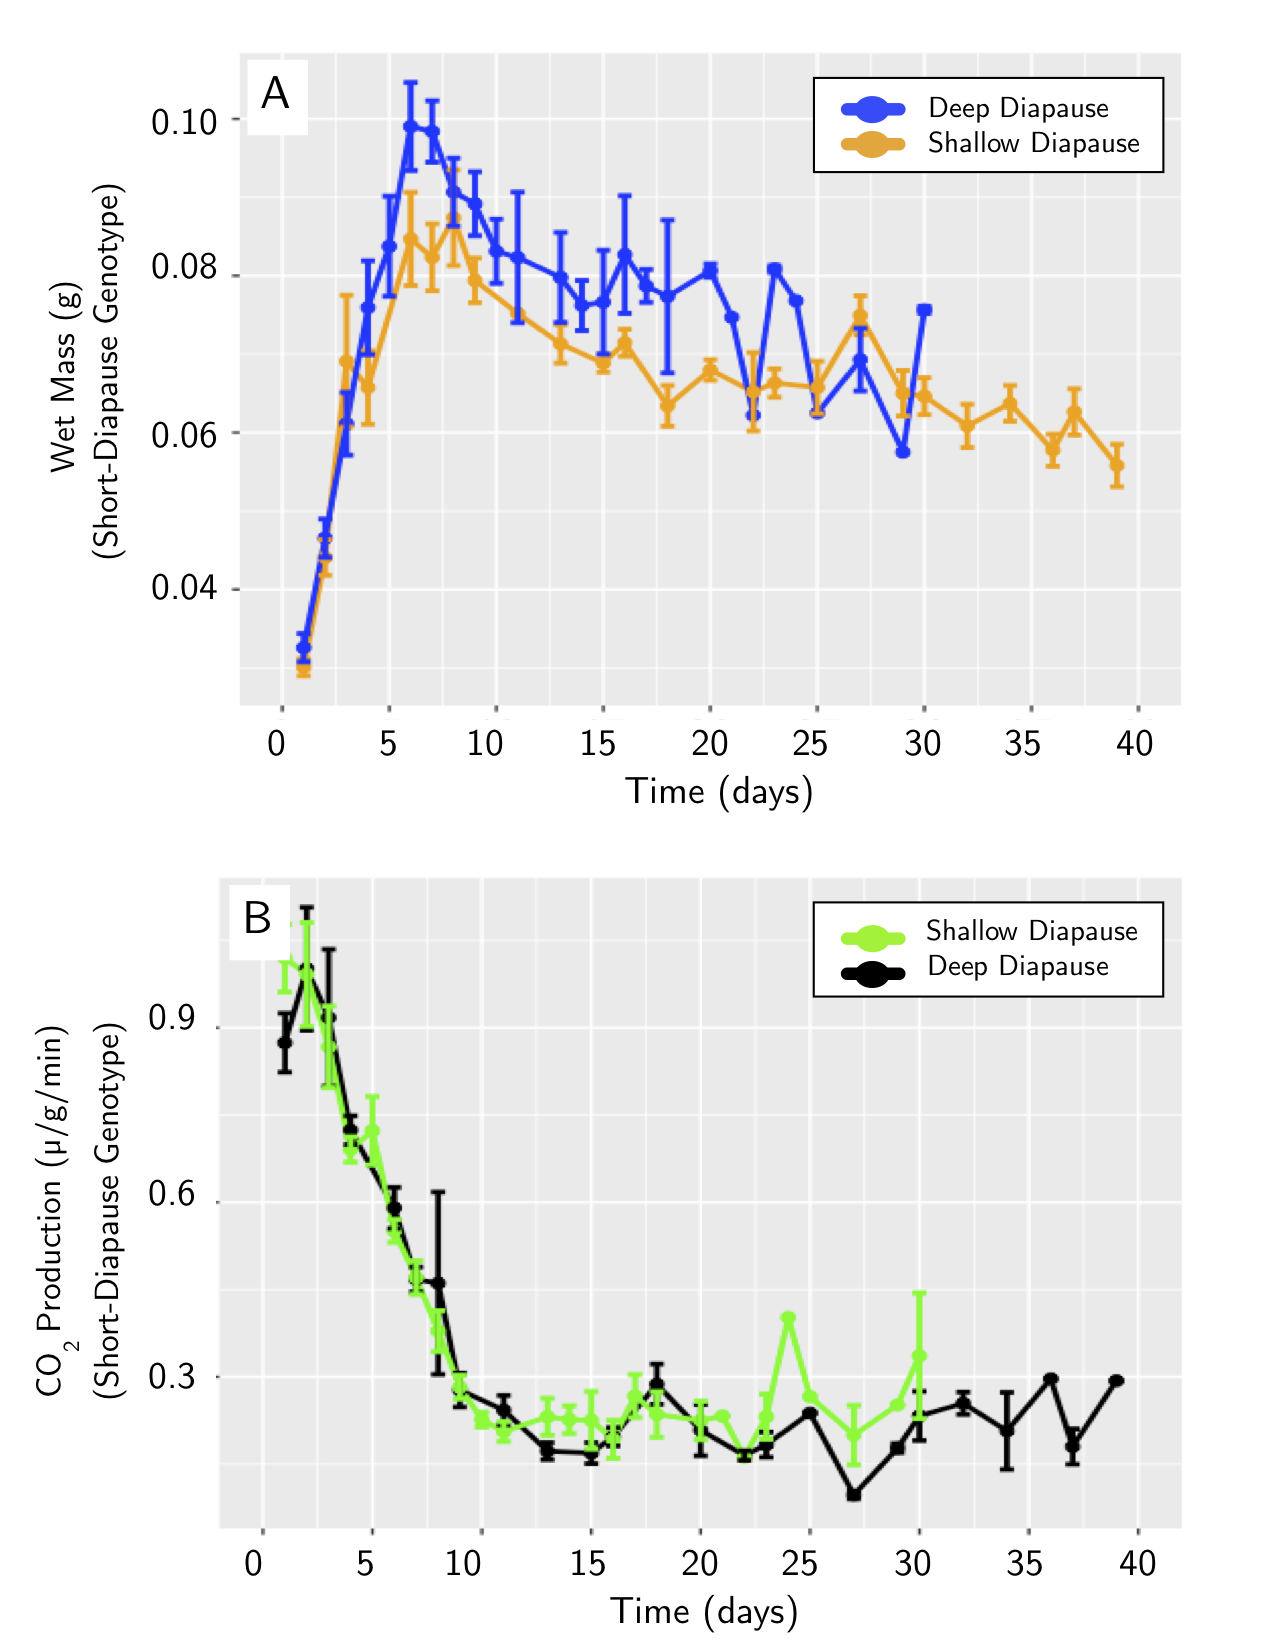 A
Deep Diapause
Shallow Diapause
0.10
0.08
0.06
0.04
Wet Mass (g)
(Short-Diapause Genotype)
0 5 10 15 20 25 30 35 40
Time (days)
B
Shallow Diapause
Deep Diapause
0.9
0.6
0.3
CO2 Production (µ/g/min)
(Short-Diapause Genotype)
0 5 10 15 20 25 30 35 40
Time (days)